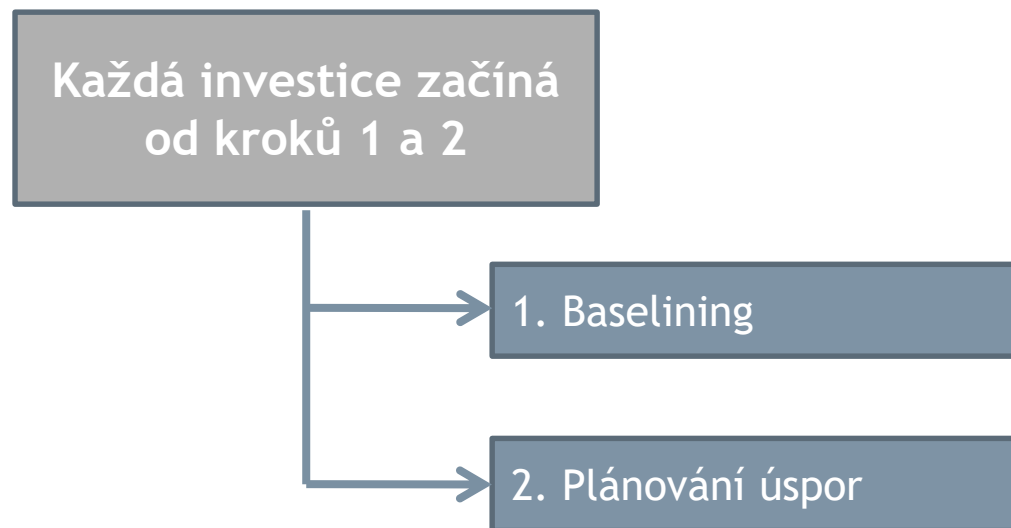 Každá investice začíná
od kroků 1 a 2
1. Baselining
2. Plánování úspor